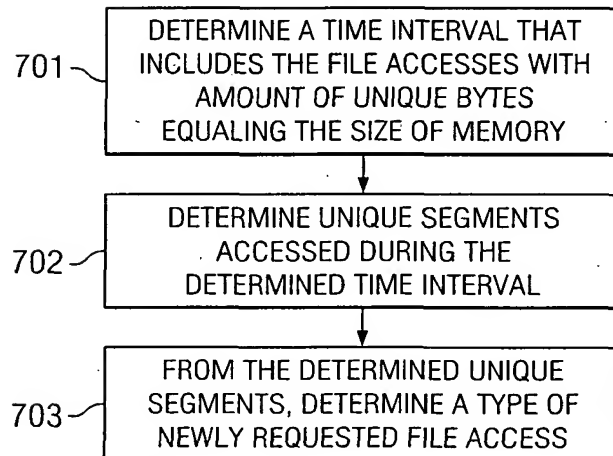 701
DETERMINE A TIME INTERVAL THAT
INCLUDES THE FILE ACCESSES WITH
AMOUNT OF UNIQUE BYTES
EQUALING THE SIZE OF MEMORY
702
DETERMINE UNIQUE SEGMENTS
ACCESSED DURING THE
DETERMINED TIME INTERVAL
703
FROM THE DETERMINED UNIQUE
SEGMENTS, DETERMINE A TYPE OF
NEWLY REQUESTED FILE ACCESS